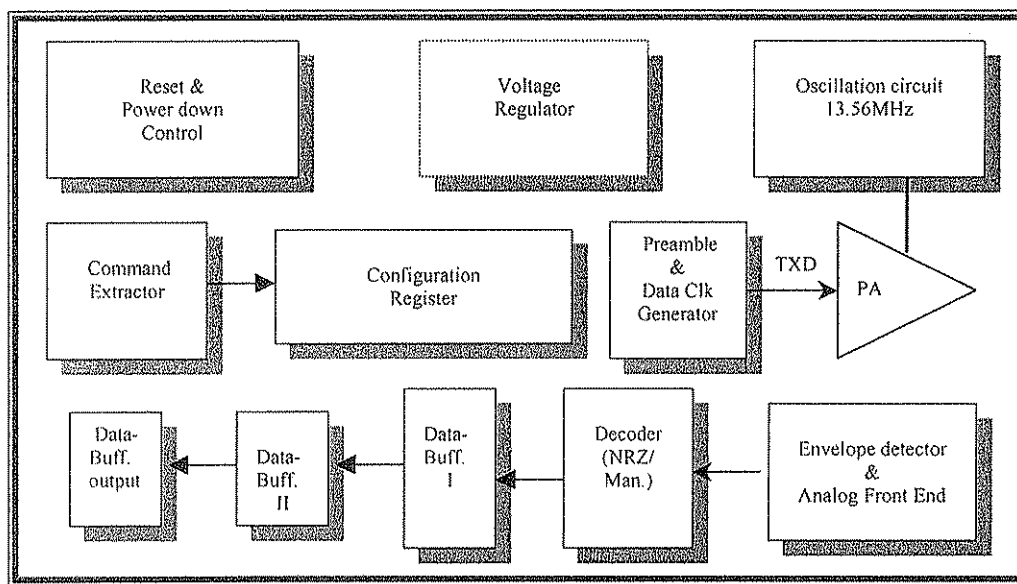 Reset &
Power down
Control
Voltage
Regulator
Oscillation circuit
13.56MHz
Command
Extractor
Configuration
Register
Preamble
&
Data Clk
Generator
TXD
PA
Data-
Buff.
output
Data-
Buff.
II
Data-
Buff.
I
Decoder
(NRZ/
Man.)
Envelope detector
&
Analog Front End